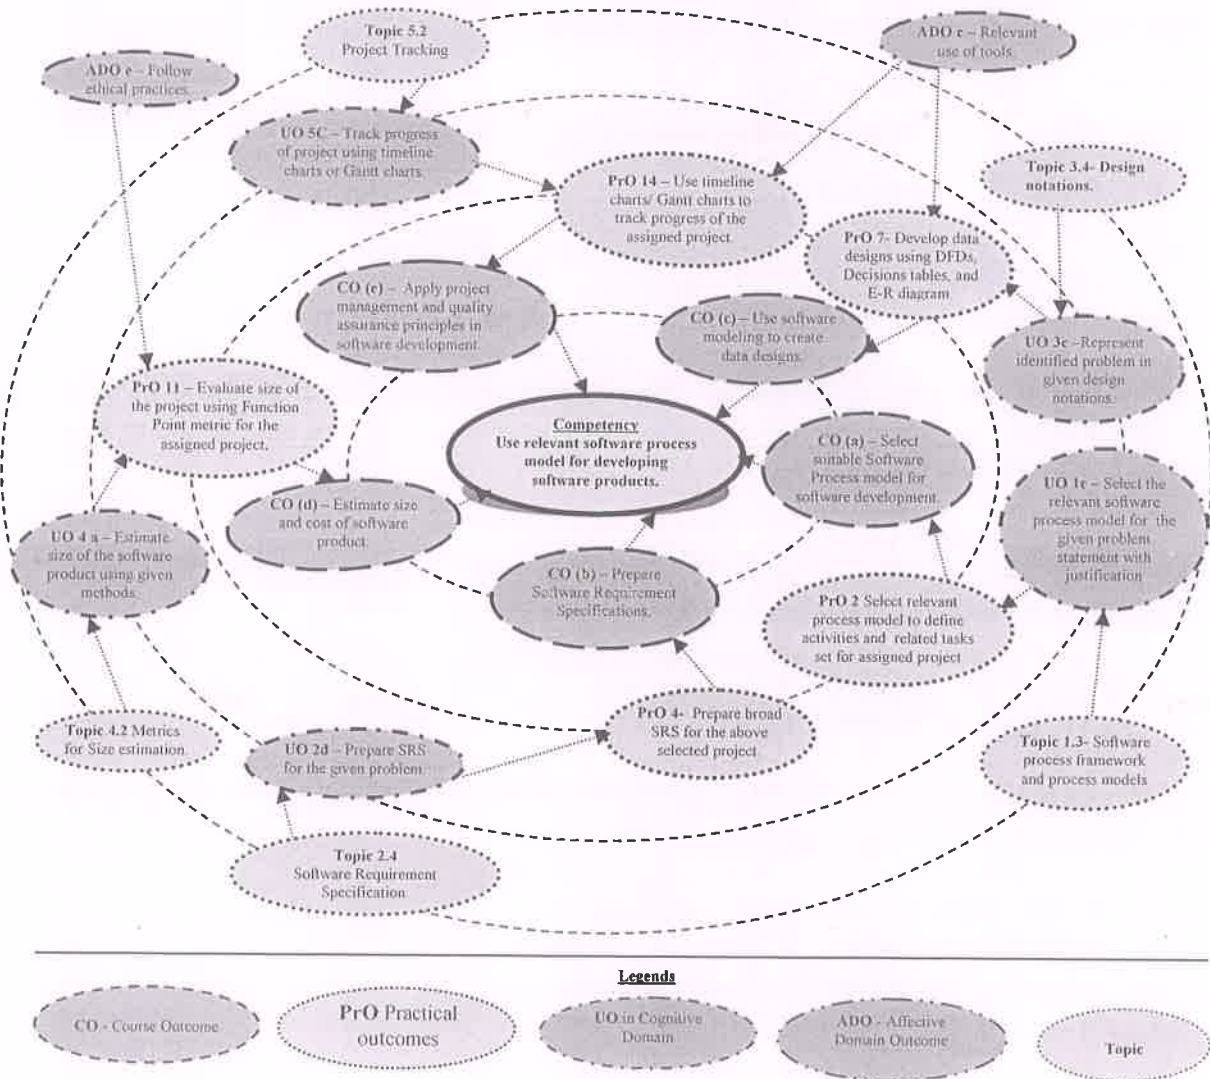 Topic 5.2
Project Tracking
ADO c – Relevant
use of tools.
ADO e – Follow
ethical practices.
UO 5C – Track progress
of project using timeline
charts or Gantt charts.
Topic 3.4- Design
notations.
PrO 14 – Use timeline
charts/ Gantt charts to
track progress of the
assigned project.
PrO 7- Develop data
designs using DFDs,
Decisions tables, and
E-R diagram
CO (e) – Apply project
management and quality
assurance principles in
software development.
CO (c) – Use software
modeling to create
data designs.
UO 3c –Represent
identified problem in
given design
notations.
PrO 11 – Evaluate size of
the project using Function
Point metric for the
assigned project.
Competency
Use relevant software process
model for developing
software products.
CO (a) – Select
suitable Software
Process model for
software development.
UO 1c – Select the
relevant software
process model for the
given problem
statement with
justification
CO (d) – Estimate size
and cost of software
product.
UO 4 a – Estimate
size of the software
product using given
methods.
CO (b) – Prepare
Software Requirement
Specifications.
PrO 2 Select relevant
process model to define
activities and related tasks
set for assigned project
Topic 4.2 Metrics
for Size estimation.
UO 2d – Prepare SRS
for the given problem.
PrO 4- Prepare broad
SRS for the above
selected project.
Topic 1.3- Software
process framework
and process models
Topic 2.4
Software Requirement
Specification
Legends
CO - Course Outcome
PrO Practical
outcomes
UO in Cognitive
Domain
ADO - Affective
Domain Outcome
Topic